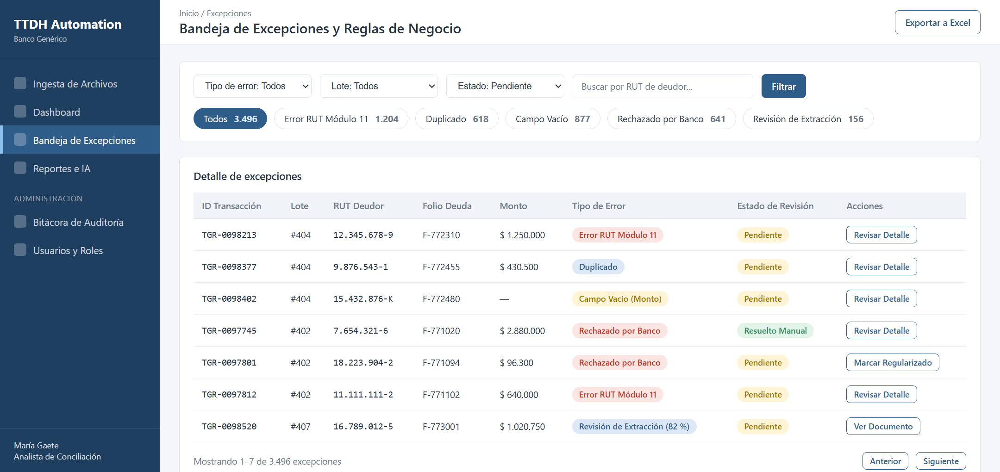 TTDH Automation
Banco Genérico
Ingesta de Archivos
Dashboard
Bandeja de Excepciones
Reportes e IA
ADMINISTRACIÓN
Bitácora de Auditoría
Usuarios y Roles
María Gaete
Analista de Conciliación
Inicio / Excepciones
Bandeja de Excepciones y Reglas de Negocio
Exportar a Excel
Tipo de error: Todos Lote: Todos Estado: Pendiente Buscar por RUT de deudor... Filtrar
Todos 3.496 Error RUT Módulo 11 1.204 Duplicado 618 Campo Vacío 877 Rechazado por Banco 641 Revisión de Extracción 156
Detalle de excepciones
ID Transacción Lote RUT Deudor Folio Deuda Monto Tipo de Error Estado de Revisión Acciones
TGR-0098213 #404 12.345.678-9 F-772310 $ 1.250.000 Error RUT Módulo 11 Pendiente Revisar Detalle
TGR-0098377 #404 9.876.543-1 F-772455 $ 430.500 Duplicado Pendiente Revisar Detalle
TGR-0098402 #404 15.432.876-K F-772480 — Campo Vacío (Monto) Pendiente Revisar Detalle
TGR-0097745 #402 7.654.321-6 F-771020 $ 2.880.000 Rechazado por Banco Resuelto Manual Revisar Detalle
TGR-0097801 #402 18.223.904-2 F-771094 $ 96.300 Rechazado por Banco Pendiente Marcar Regularizado
TGR-0097812 #402 11.111.111-2 F-771102 $ 640.000 Error RUT Módulo 11 Pendiente Revisar Detalle
TGR-0098520 #407 16.789.012-5 F-773001 $ 1.020.750 Revisión de Extracción (82 %) Pendiente Ver Documento
Mostrando 1–7 de 3.496 excepciones Anterior Siguiente